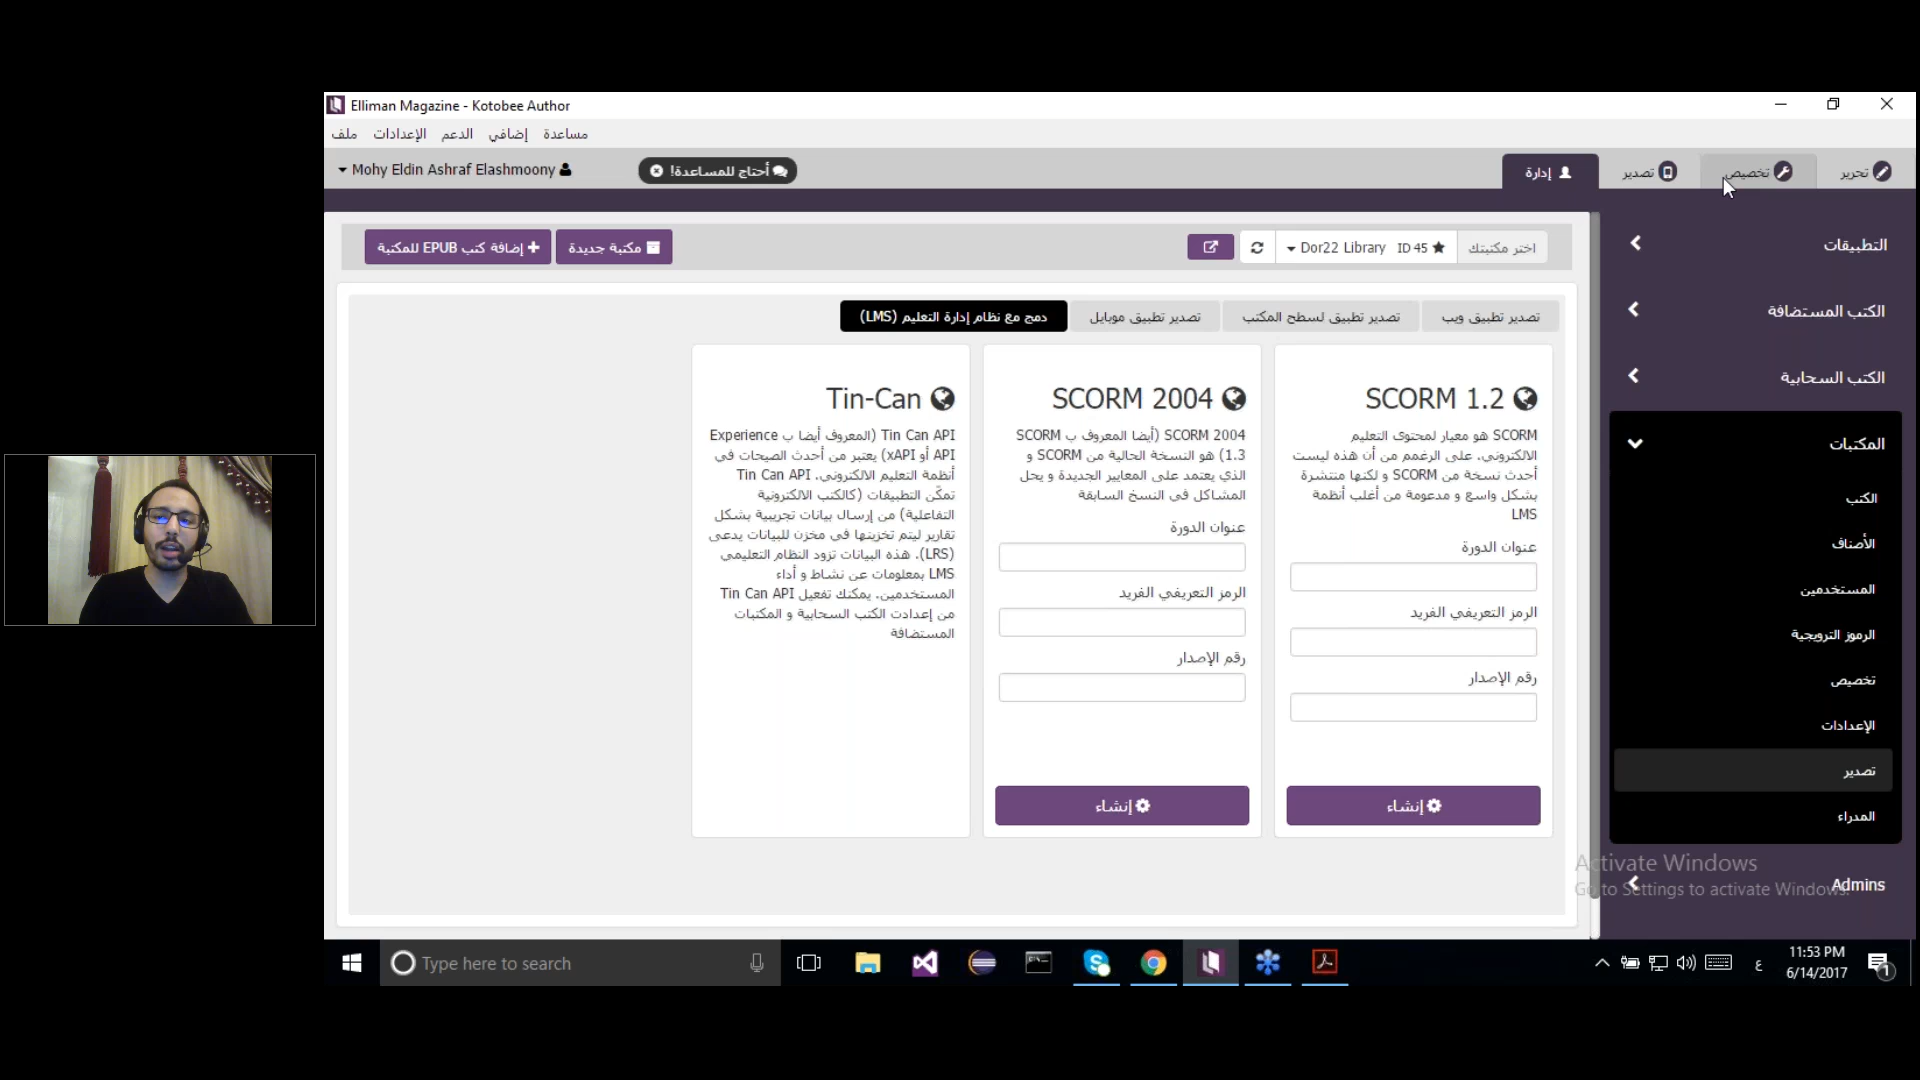 Elliman Magazine - Kotobee Author
ملف الإعدادات الدعم إضافي مساعدة
Mohy Eldin Ashraf Elashmoony
أحتاج للمساعدة!
تحرير
تخصيص
تصدير
إدارة
اختر مكتبتك
Dor22 Library ID 45
مكتبة جديدة
إضافة كتب EPUB للمكتبة
تصدير تطبيق ويب
تصدير تطبيق لسطح المكتب
تصدير تطبيق موبايل
دمج مع نظام إدارة التعليم (LMS)
SCORM 1.2
SCORM هو معيار لمحتوى التعليم
الالكتروني. على الرغمم من أن هذه ليست
أحدث نسخة من SCORM و لكنها منتشرة
بشكل واسع و مدعومة من أغلب أنظمة
LMS
عنوان الدورة
الرمز التعريفي الفريد
رقم الإصدار
إنشاء
SCORM 2004
SCORM 2004 (أيضا المعروف ب SCORM
1.3) هو النسخة الحالية من SCORM و
الذي يعتمد على المعايير الجديدة و يحل
المشاكل في النسخ السابقة
عنوان الدورة
الرمز التعريفي الفريد
رقم الإصدار
إنشاء
Tin-Can
Tin Can API (المعروف أيضا ب Experience
API أو xAPI) يعتبر من أحدث الصيحات في
أنظمة التعليم الالكتروني. Tin Can API
تمكّن التطبيقات (كالكتب الالكترونية
التفاعلية) من إرسال بيانات تجريبية بشكل
تقارير ليتم تخزينها في مخزن للبيانات يدعى
(LRS). هذه البيانات تزود النظام التعليمي
LMS بمعلومات عن نشاط و أداء
المستخدمين. يمكنك تفعيل Tin Can API
من إعدادت الكتب السحابية و المكتبات
المستضافة
التطبيقات
الكتب المستضافة
الكتب السحابية
المكتبات
الكتب
الأصناف
المستخدمين
الرموز الترويجية
تخصيص
الإعدادات
تصدير
المدراء
Admins
Activate Windows
Go to Settings to activate Windows.
Type here to search
ع
11:53 PM
6/14/2017
1